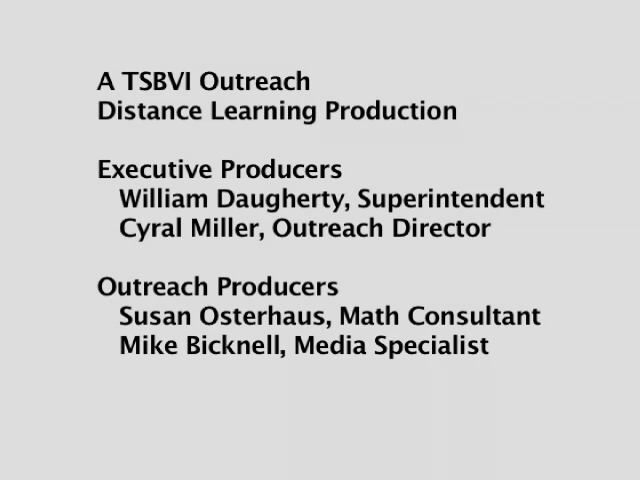 A TSBVI Outreach
Distance Learning Production
Executive Producers
William Daugherty, Superintendent
Cyral Miller, Outreach Director
Outreach Producers
Susan Osterhaus, Math Consultant
Mike Bicknell, Media Specialist